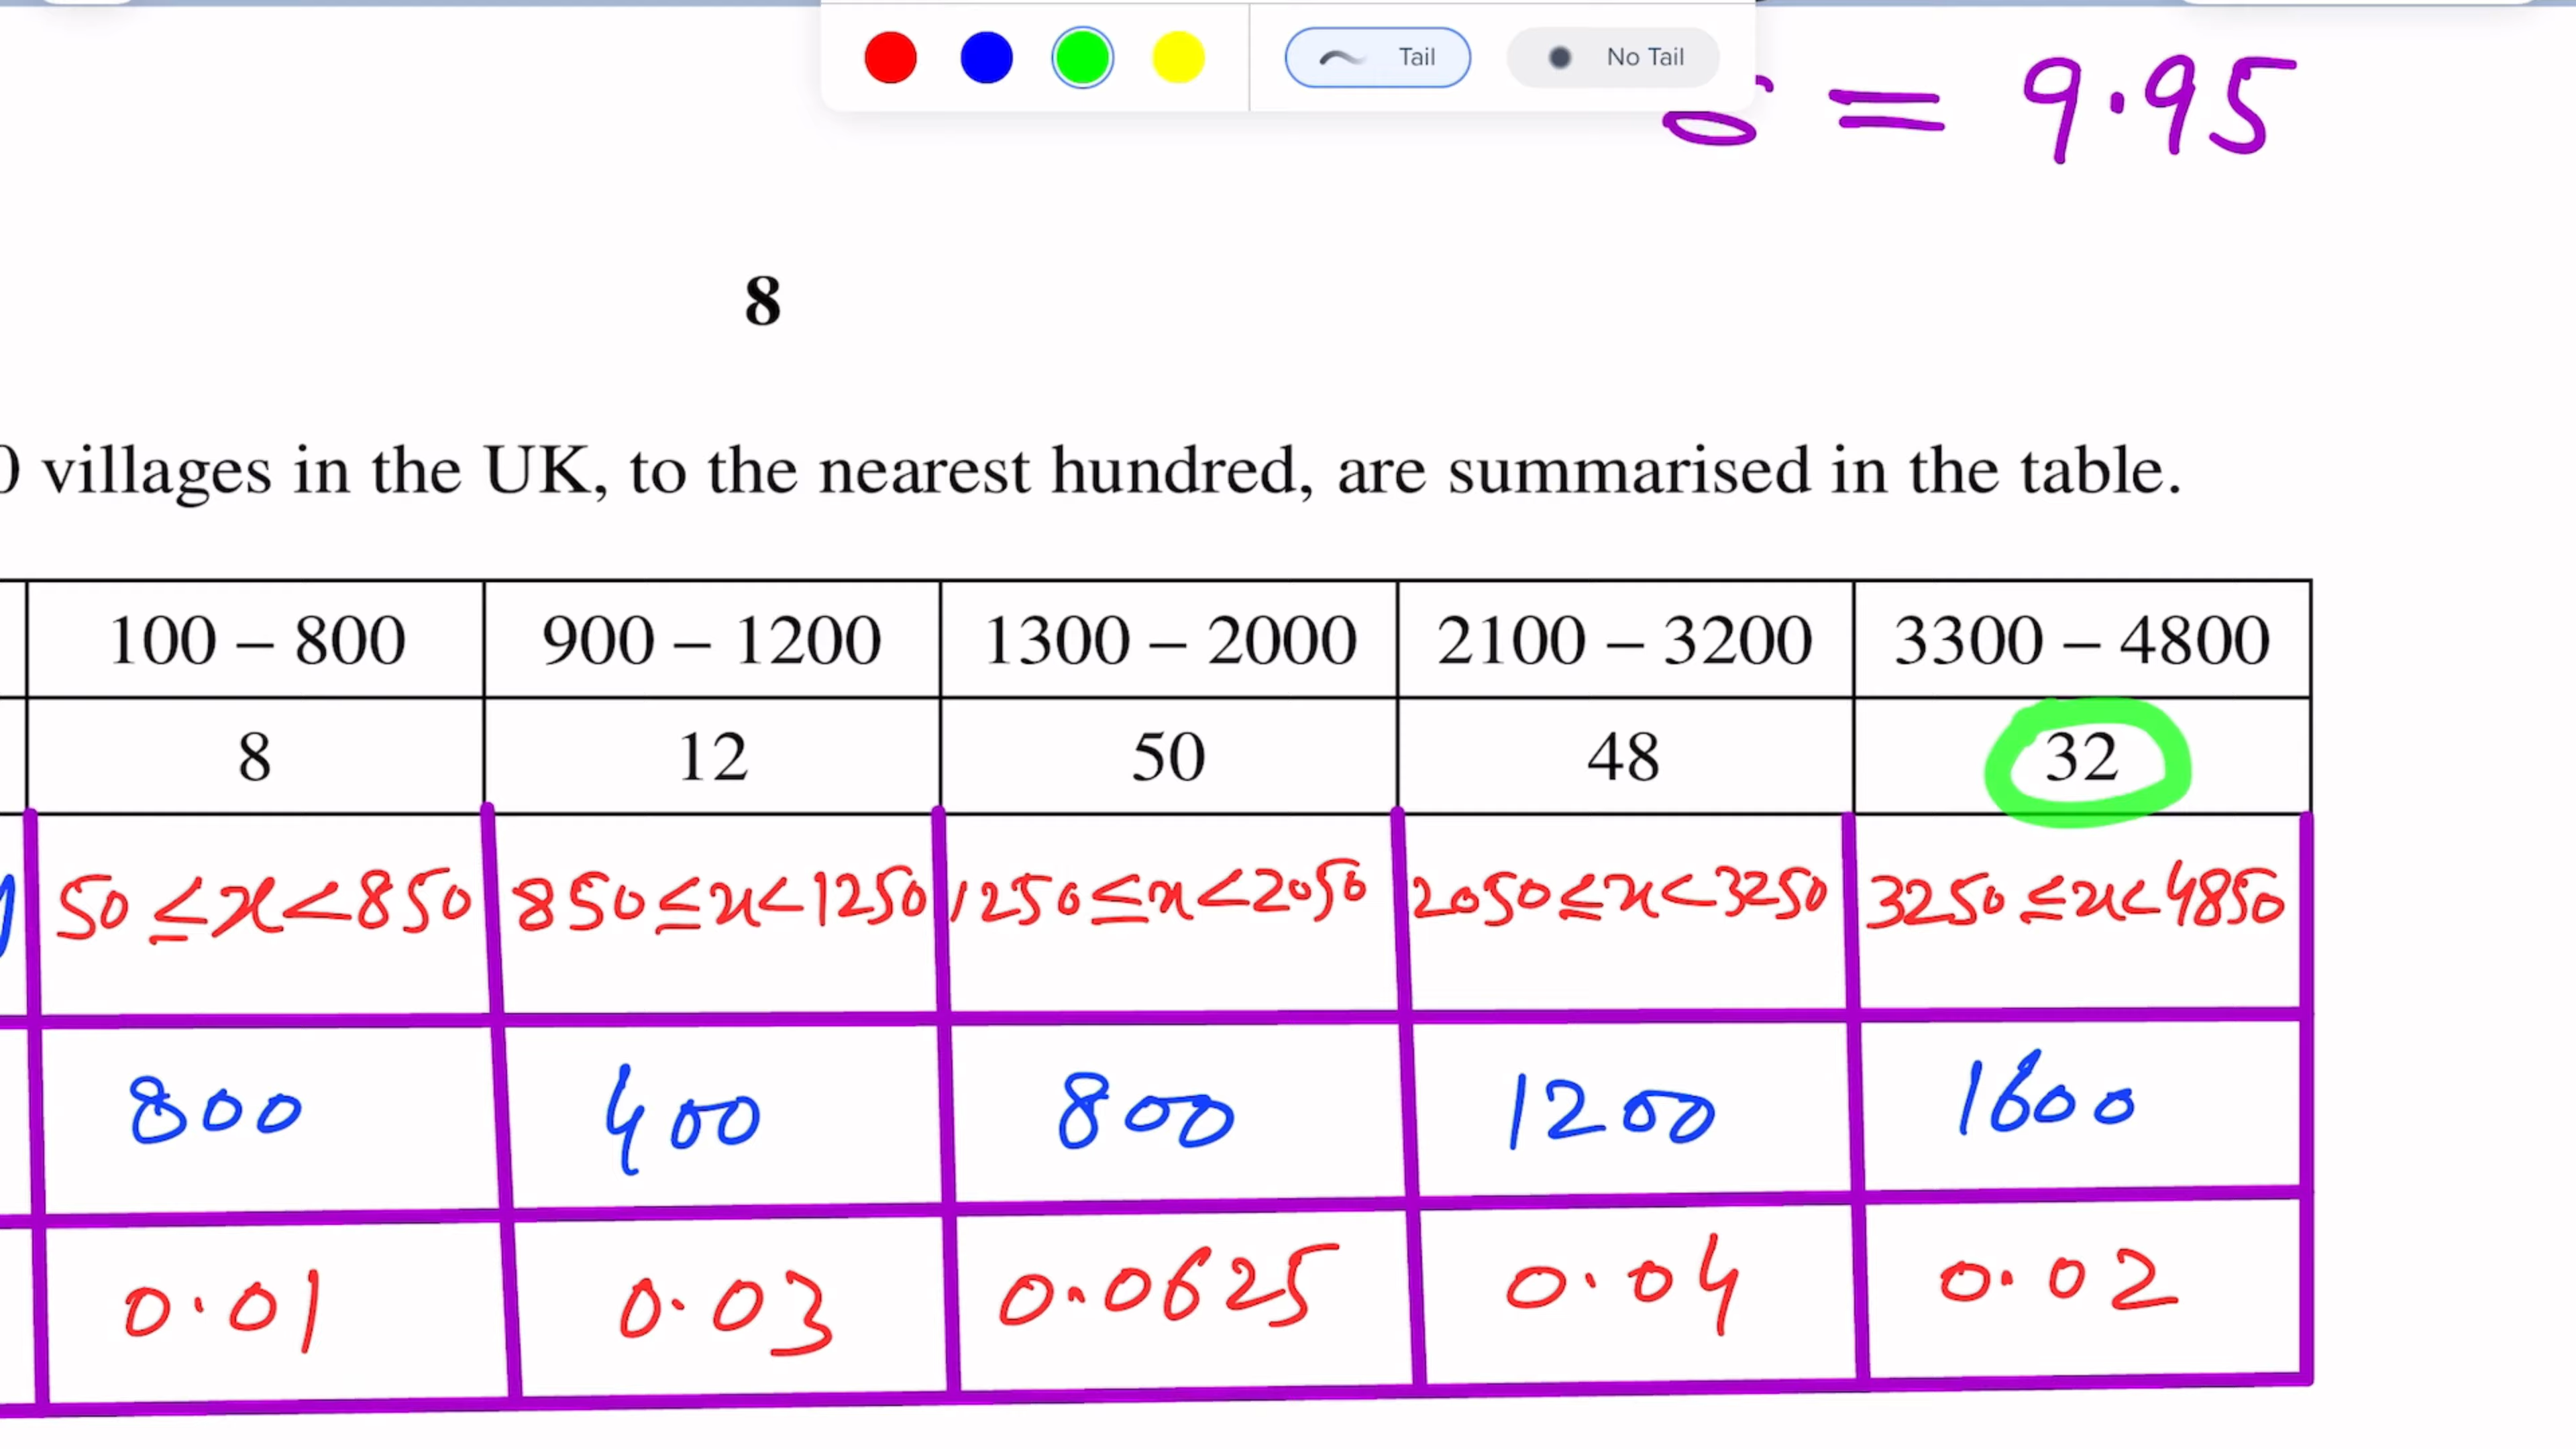 Tail No Tail
= 9.95
8
0 villages in the UK, to the nearest hundred, are summarised in the table.
100 – 800 900 – 1200 1300 – 2000 2100 – 3200 3300 – 4800
8 12 50 48 32
50 ≤ x < 850 850 ≤ x < 1250 1250 ≤ x < 2050 2050 ≤ x < 3250 3250 ≤ x < 4850
800 400 800 1200 1600
0.01 0.03 0.0625 0.04 0.02